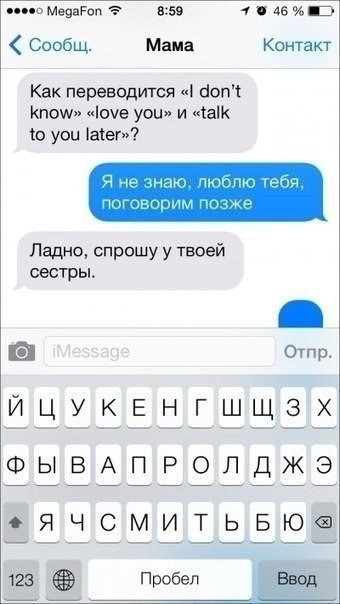 MegaFon 8:59 46 %
Сообщ. Мама Контакт
Как переводится «I don't
know» «love you» и «talk
to you later»?
Я не знаю, люблю тебя,
поговорим позже
Ладно, спрошу у твоей
сестры.
iMessage Отпр.
Й Ц У К Е Н Г Ш Щ З Х
Ф Ы В А П Р О Л Д Ж Э
Я Ч С М И Т Ь Б Ю
123 Пробел Ввод